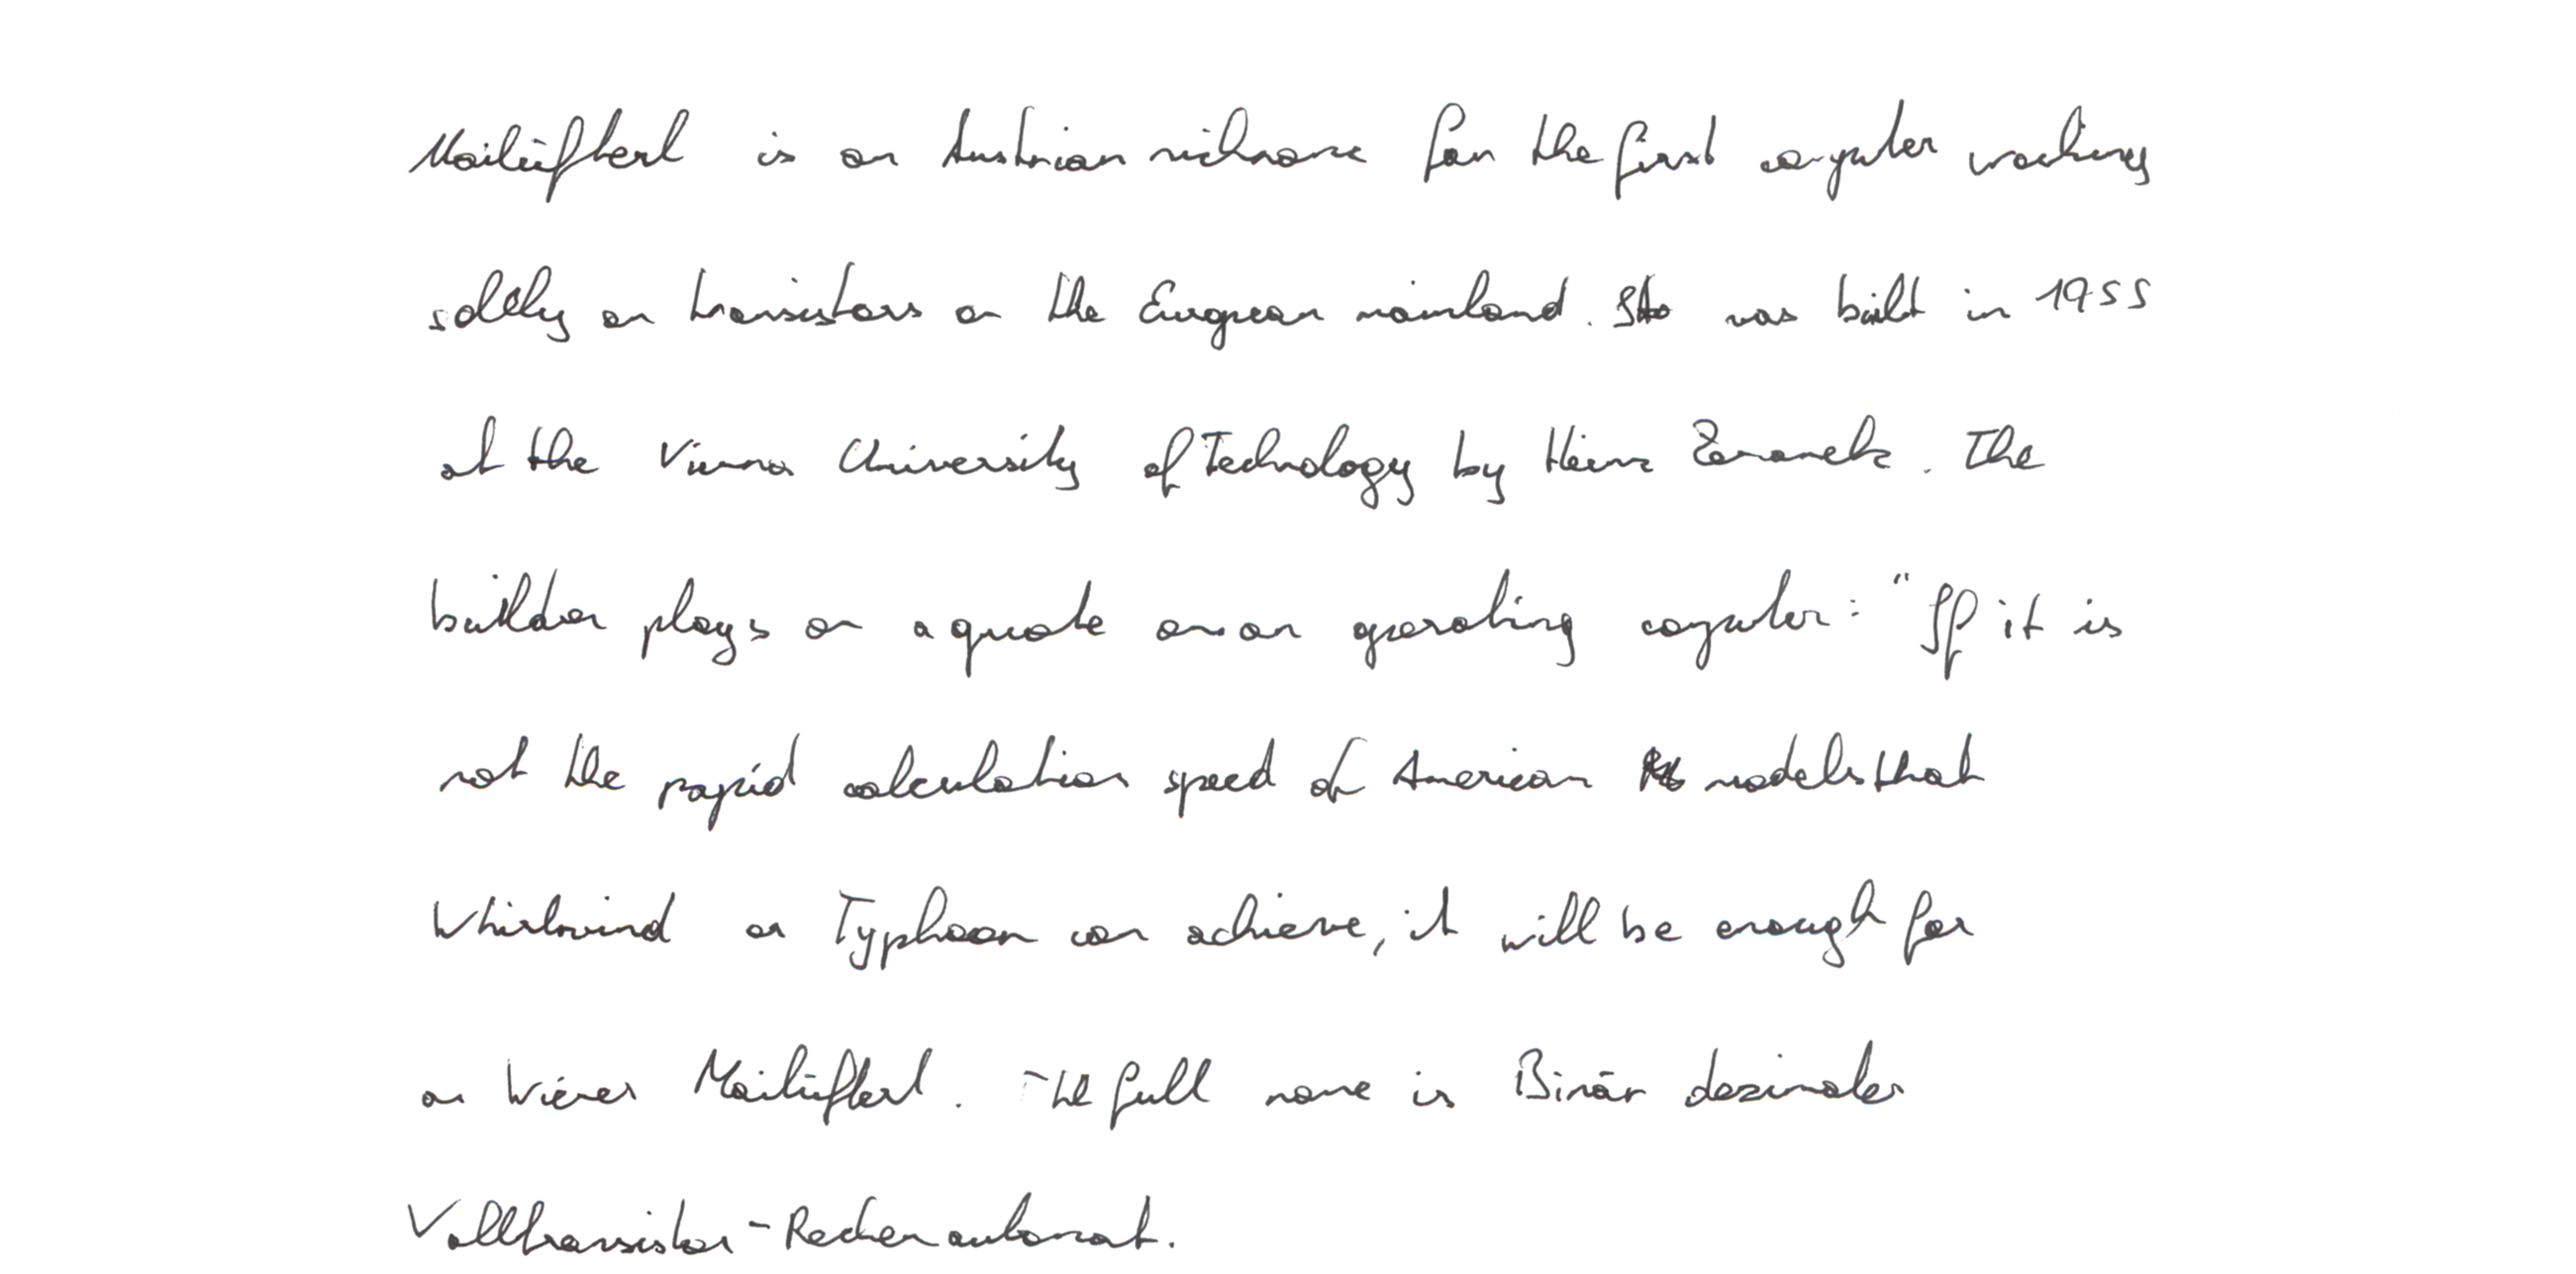 Mailüfterl is an Austrian nickname for the first computer working
solely on transistors on the European mainland. It was built in 1955
at the Vienna University of Technology by Heinz Zemanek. The
builder plays on a quote on an operating computer: "If it is
not the rapid calculation speed of American models that
Whirlwind or Typhoon can achieve, it will be enough for
an Wiener Mailüfterl. The full name is Binär dezimaler
Volltransistor-Rechenautomat.